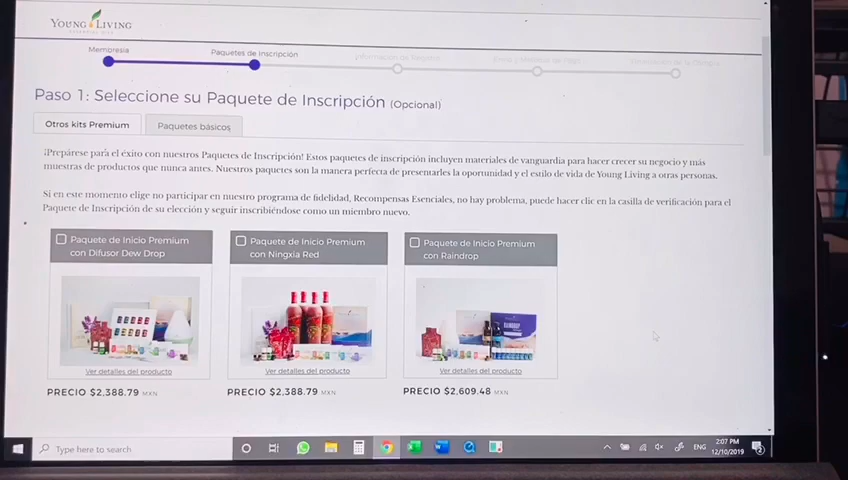 YOUNG LIVING
Membresía
Paquetes de Inscripción
Paso 1: Seleccione su Paquete de Inscripción (Opcional)
Otros kits Premium
Paquetes básicos
¡Prepárese para el éxito con nuestros Paquetes de Inscripción! Estos paquetes de inscripción incluyen materiales de vanguardia para hacer crecer su negocio y más
muestras de productos que nunca antes. Nuestros paquetes son la manera perfecta de presentarles la oportunidad y el estilo de vida de Young Living a otras personas.
Si en este momento elige no participar en nuestro programa de fidelidad, Recompensas Esenciales, no hay problema, puede hacer clic en la casilla de verificación para el
Paquete de Inscripción de su elección y seguir inscribiéndose como un miembro nuevo.
Paquete de Inicio Premium
con Difusor Dew Drop
Paquete de Inicio Premium
con Ningxia Red
Paquete de Inicio Premium
con Raindrop
Ver detalles del producto
Ver detalles del producto
Ver detalles del producto
PRECIO $2,388.79 MXN
PRECIO $2,388.79 MXN
PRECIO $2,609.48 MXN
Type here to search
ENG
2:07 PM
12/10/2019
2